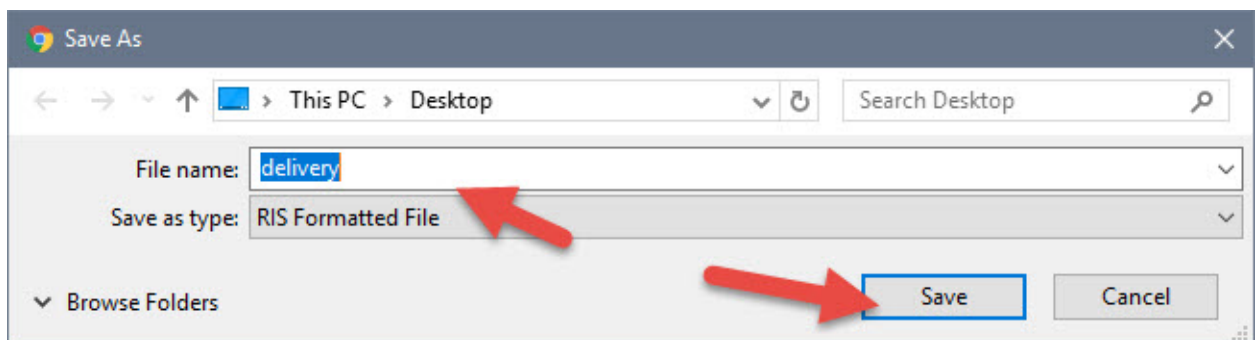 Save As
This PC > Desktop
Search Desktop
File name: delivery
Save as type: RIS Formatted File
Browse Folders
Save
Cancel